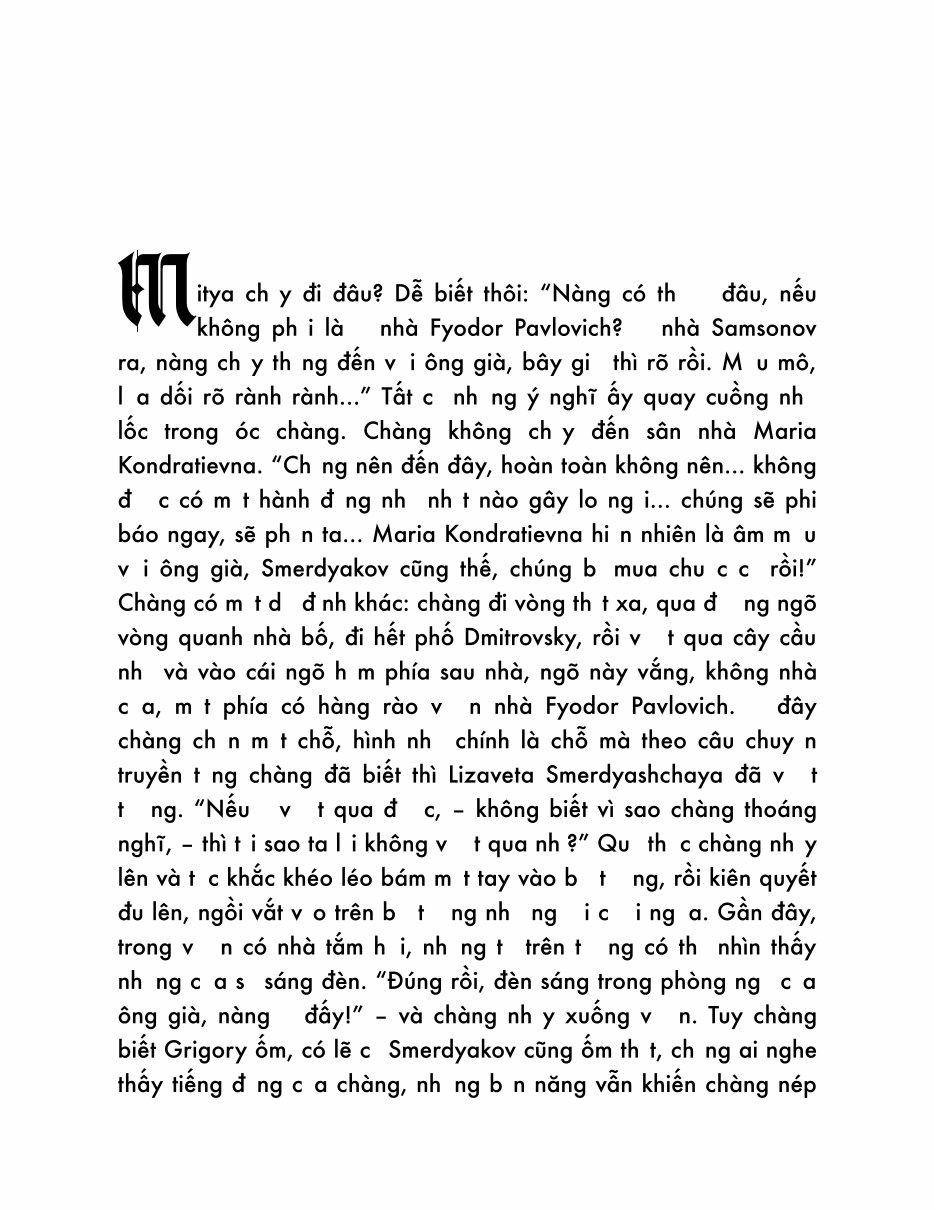 Mitya ch y đi đâu? Dễ biết thôi: “Nàng có th đâu, nếu
không ph i là nhà Fyodor Pavlovich? nhà Samsonov
ra, nàng ch y th ng đến v i ông già, bây gi thì rõ rồi. M u mô,
l a dối rõ rành rành...” Tất c nh ng ý nghĩ ấy quay cuồng nh
lốc trong óc chàng. Chàng không ch y đến sân nhà Maria
Kondratievna. “Ch ng nên đến đây, hoàn toàn không nên... không
đ c có m t hành đ ng nh nh t nào gây lo ng i... chúng sẽ phi
báo ngay, sẽ ph n ta... Maria Kondratievna hi n nhiên là âm m u
v i ông già, Smerdyakov cũng thế, chúng b mua chu c c rồi!”
Chàng có m t d đ nh khác: chàng đi vòng th t xa, qua đ ng ngõ
vòng quanh nhà bố, đi hết phố Dmitrovsky, rồi v t qua cây cầu
nh và vào cái ngõ h m phía sau nhà, ngõ này vắng, không nhà
c a, m t phía có hàng rào v n nhà Fyodor Pavlovich. đây
chàng ch n m t chỗ, hình nh chính là chỗ mà theo câu chuy n
truyền t ng chàng đã biết thì Lizaveta Smerdyashchaya đã v t
t ng. “Nếu v t qua đ c, – không biết vì sao chàng thoáng
nghĩ, – thì t i sao ta l i không v t qua nh ?” Qu th c chàng nh y
lên và t c khắc khéo léo bám m t tay vào b t ng, rồi kiên quyết
đu lên, ngồi vắt v o trên b t ng nh ng i c i ng a. Gần đây,
trong v n có nhà tắm h i, nh ng t trên t ng có th nhìn thấy
nh ng c a s sáng đèn. “Đúng rồi, đèn sáng trong phòng ng c a
ông già, nàng đấy!” – và chàng nh y xuống v n. Tuy chàng
biết Grigory ốm, có lẽ c Smerdyakov cũng ốm th t, ch ng ai nghe
thấy tiếng đ ng c a chàng, nh ng b n năng vẫn khiến chàng nép